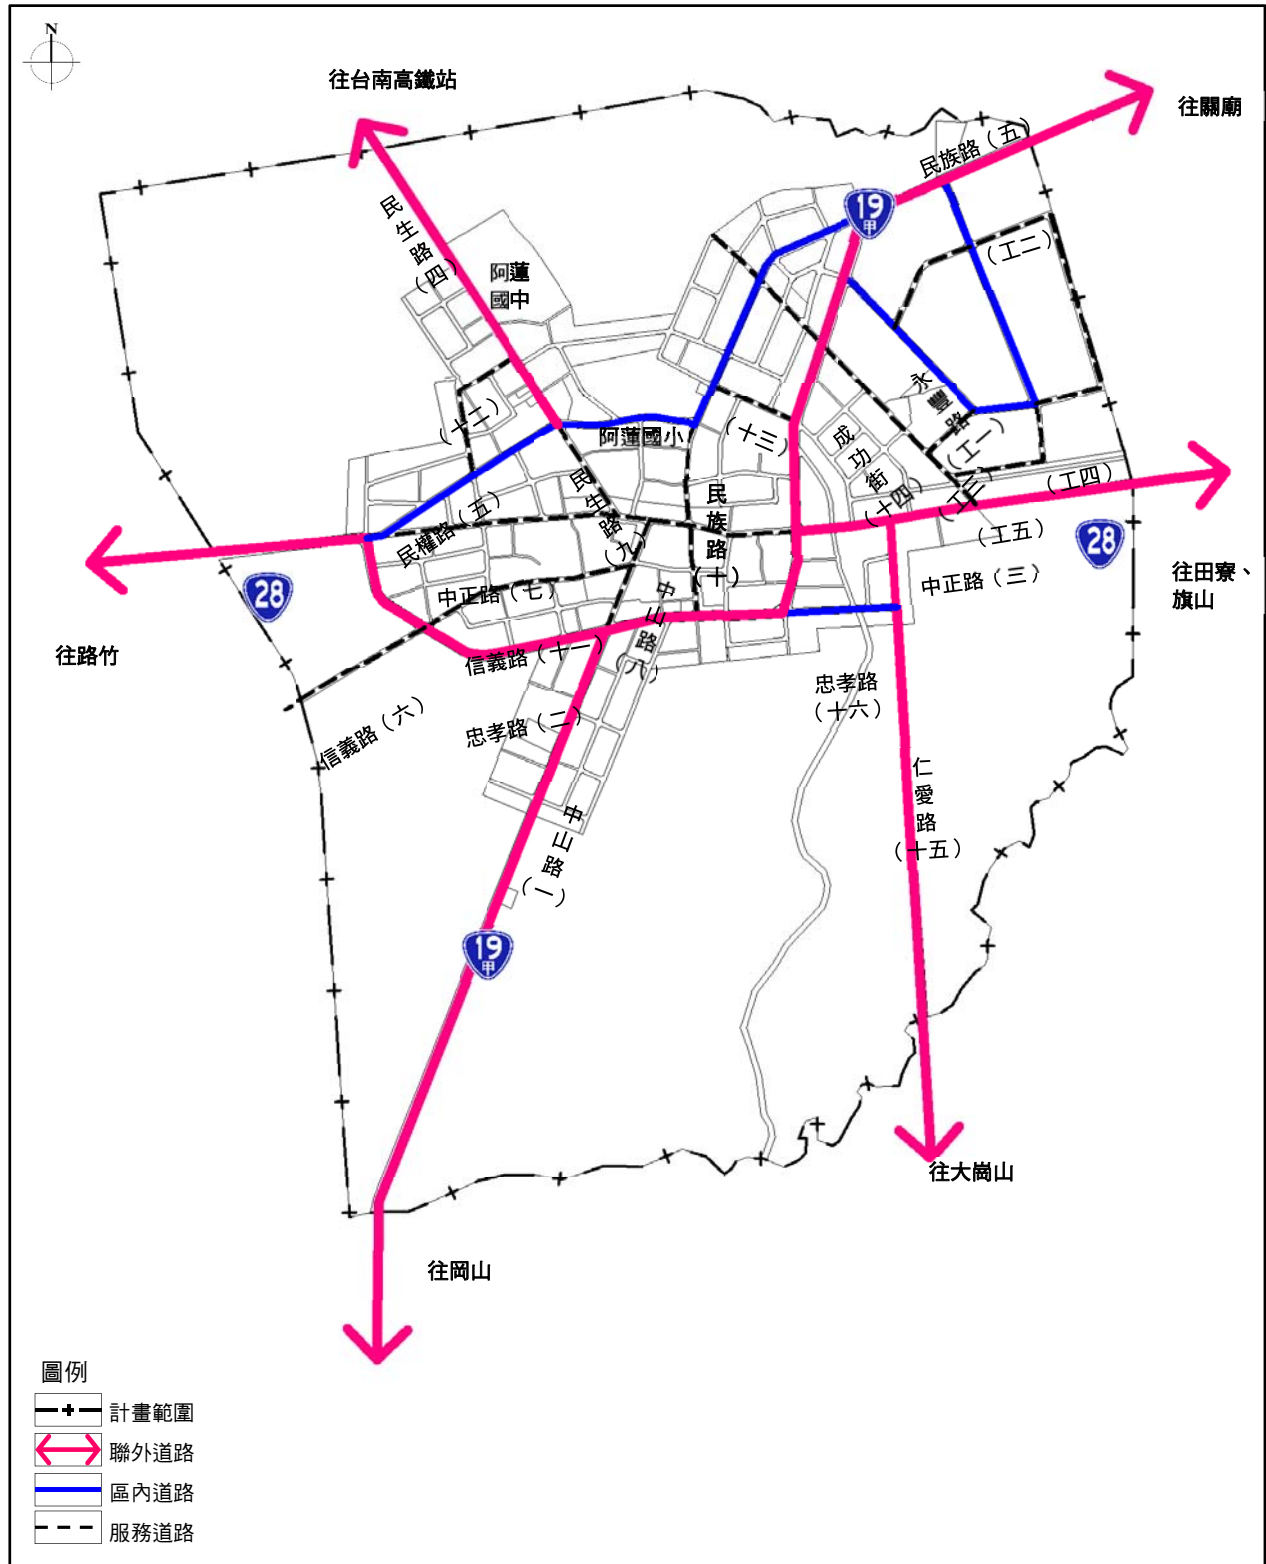 N
往台南高鐵站
往關廟
民族路（五）
19
甲
民生路（四）
阿蓮
國中
（工二）
永豐路
（工一）
（十二）
阿蓮國小
（十三）
成功街（十四）
（工三）
（工四）
（工五）
民生路（九）
民族路（十）
民權路（五）
28
28
中正路（七）
中山路（八）
中正路（三）
往田寮、
旗山
往路竹
信義路（十一）
信義路（六）
忠孝路（二）
忠孝路
（十六）
仁愛路
（十五）
中山路（一）
19
甲
往大崗山
往岡山
圖例
計畫範圍
聯外道路
區內道路
服務道路